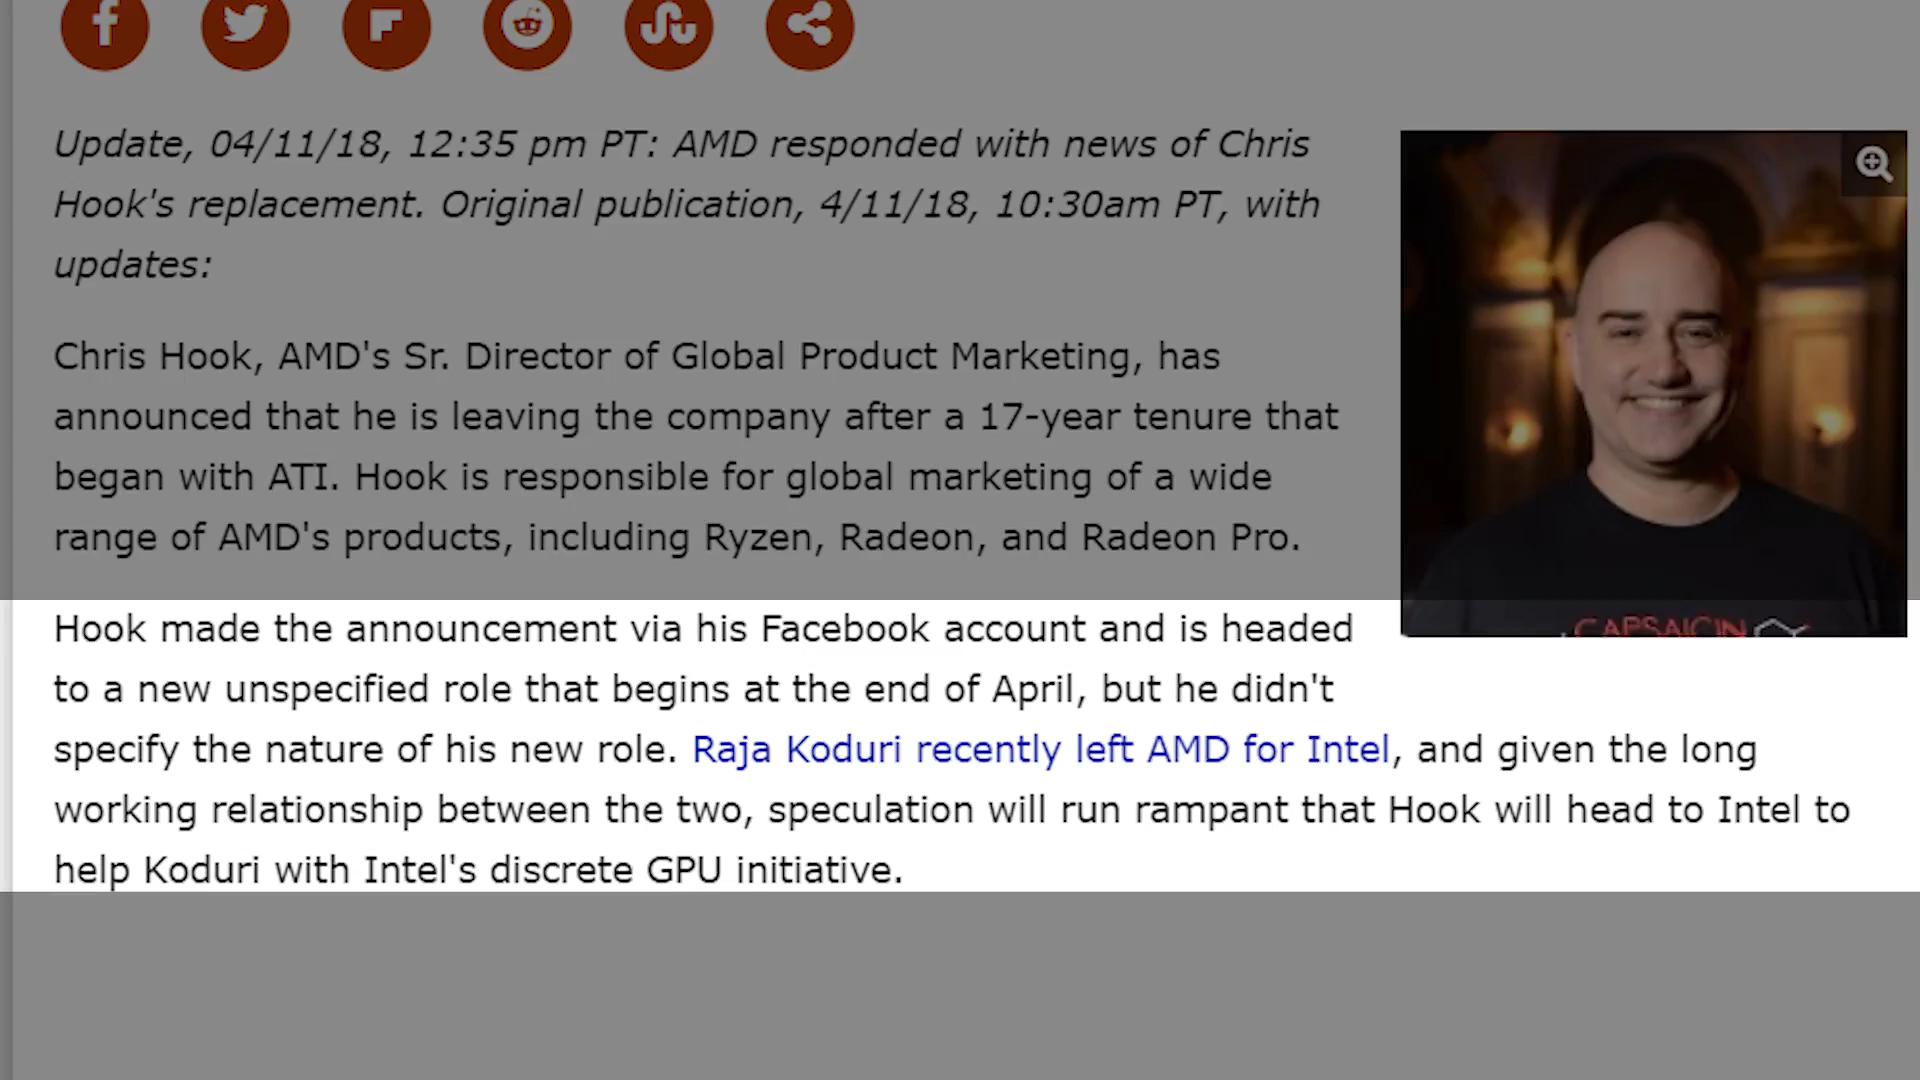 Update, 04/11/18, 12:35 pm PT: AMD responded with news of Chris
Hook's replacement. Original publication, 4/11/18, 10:30am PT, with
updates:
Chris Hook, AMD's Sr. Director of Global Product Marketing, has
announced that he is leaving the company after a 17-year tenure that
began with ATI. Hook is responsible for global marketing of a wide
range of AMD's products, including Ryzen, Radeon, and Radeon Pro.
CAPSAICIN
Hook made the announcement via his Facebook account and is headed
to a new unspecified role that begins at the end of April, but he didn't
specify the nature of his new role. Raja Koduri recently left AMD for Intel, and given the long
working relationship between the two, speculation will run rampant that Hook will head to Intel to
help Koduri with Intel's discrete GPU initiative.